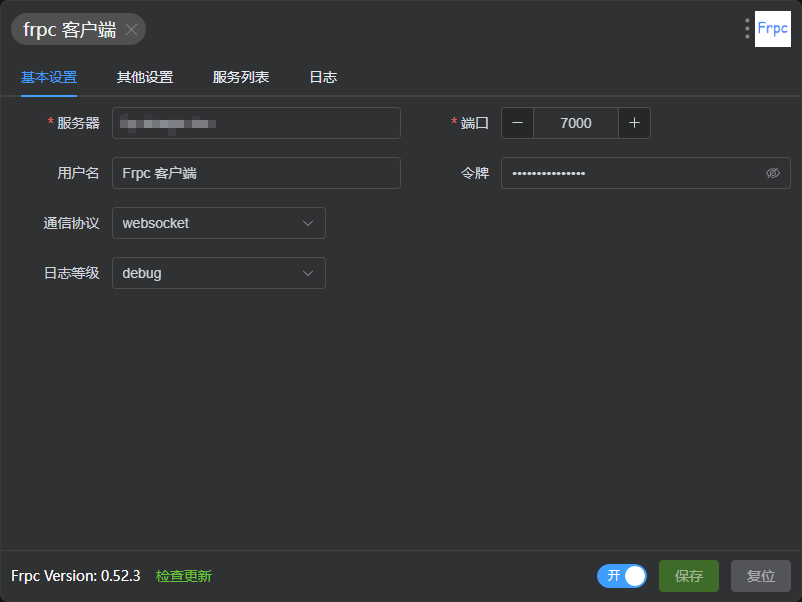 frpc 客户端
Frpc
基本设置 其他设置 服务列表 日志
* 服务器 * 端口 7000
用户名 Frpc 客户端 令牌 •••••••••••••••
通信协议 websocket
日志等级 debug
Frpc Version: 0.52.3 检查更新 开 保存 复位